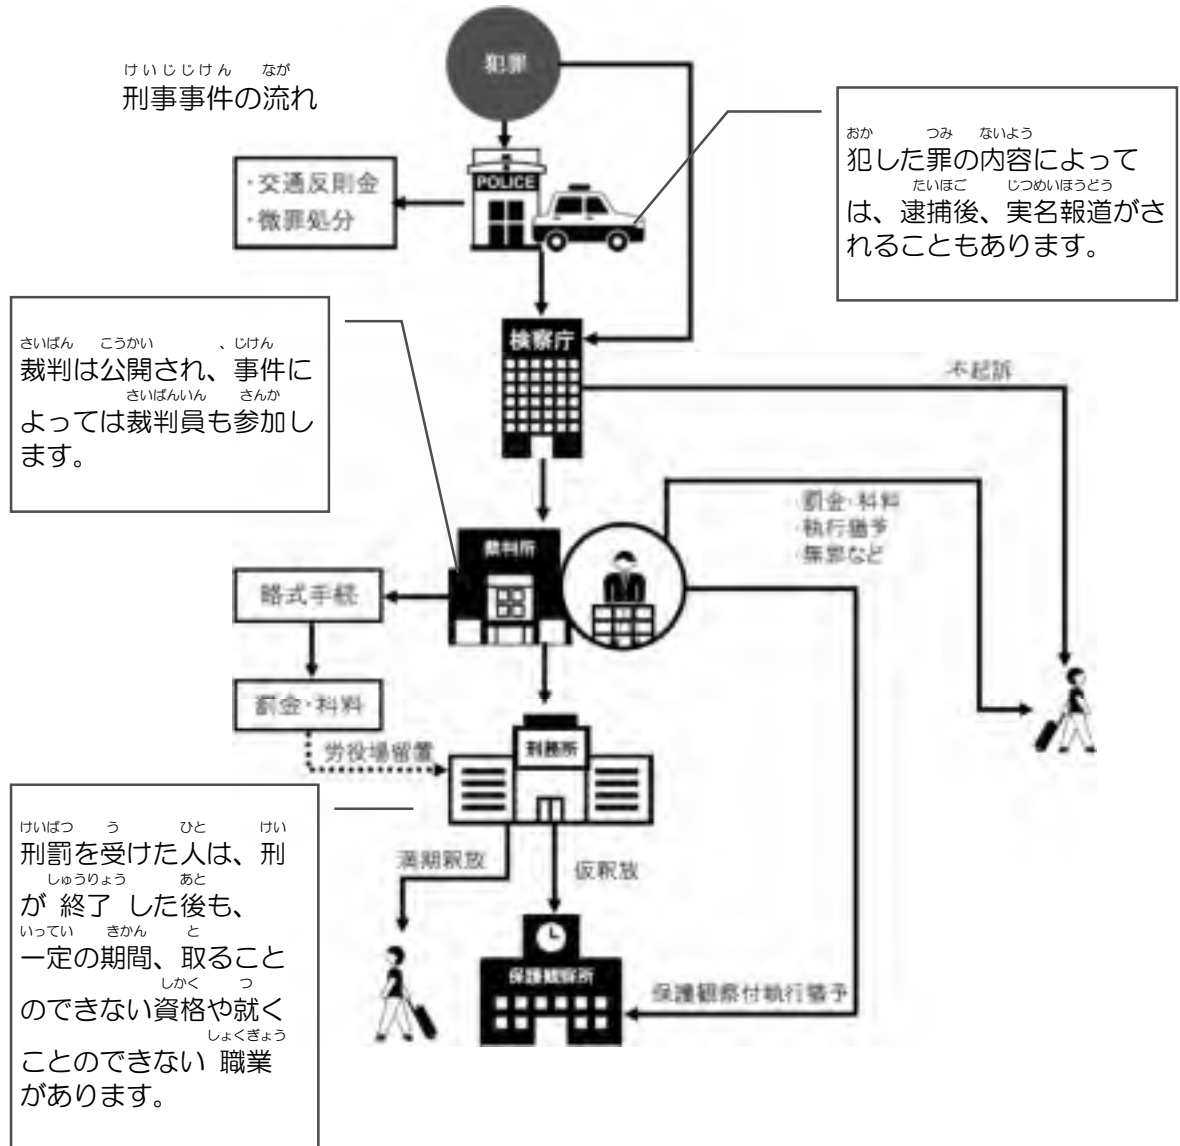 けいじじけん なが
刑事事件の流れ
犯罪
おか つみ ないよう
犯した罪の内容によって
たいほご じつめいほうどう
は、逮捕後、実名報道がさ
れることもあります。
・交通反則金
・微罪処分
POLICE
さいばん こうかい 、じけん
裁判は公開され、事件に
さいばんいん さんか
よっては裁判員も参加し
ます。
検察庁
不起訴
・罰金・科料
・執行猶予
・無罪など
裁判所
略式手続
罰金・科料
労役場留置
刑務所
けいばつ う ひと けい
刑罰を受けた人は、刑
しゅうりょう あと
が 終了 した後も、
いってい きかん と
一定の期間、取ること
しかく つ
のできない資格や就く
しょくぎょう
ことのできない 職業
があります。
満期釈放
仮釈放
保護観察所
保護観察付執行猶予